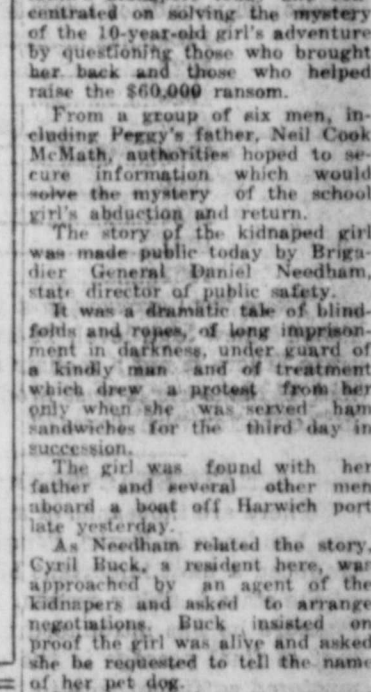 centrated on solving the mystery
of the 10-year-old girl's adventure
by questioning those who brought
her back and those who helped
raise the $60,000 ransom.
From a group of six men, in-
cluding Peggy's father, Neil Cook
McMath, authorities hoped to se-
cure information which would
solve the mystery of the school
girl's abduction and return.
The story of the kidnaped girl
was made public today by Briga-
dier General Daniel Needham,
state director of public safety.
It was a dramatic tale of blind-
folds and ropes, of long imprison-
ment in darkness, under guard of
a kindly man and of treatment
which drew a protest from her
only when she was served ham
sandwiches for the third day in
succession.
The girl was found with her
father and several other men
aboard a boat off Harwich port
late yesterday.
As Needham related the story,
Cyril Buck, a resident here, was
approached by an agent of the
kidnapers and asked to arrange
negotiations. Buck insisted on
proof the girl was alive and asked
she be requested to tell the name
of her pet dog.